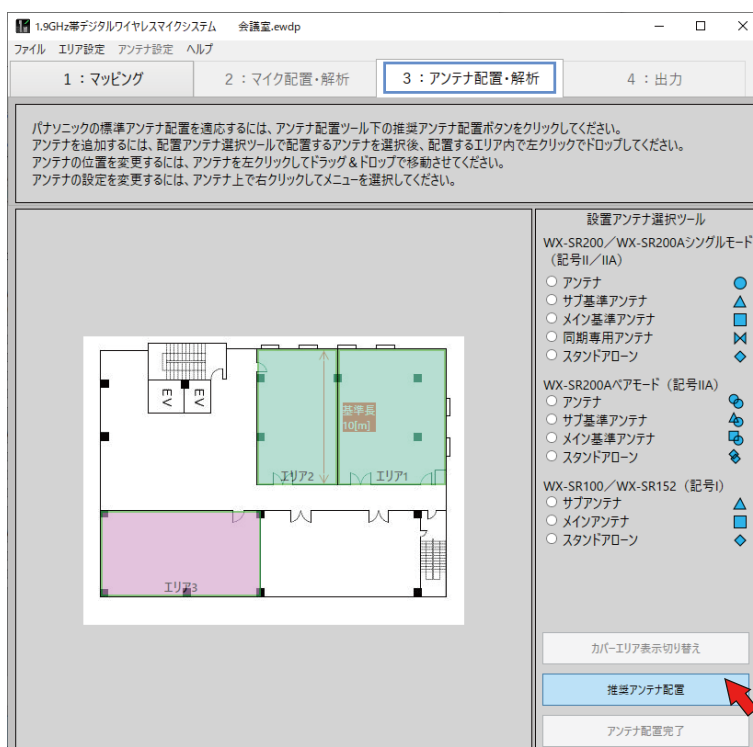 1.9GHz帯デジタルワイヤレスマイクシステム 会議室.ewdp
ファイル エリア設定 アンテナ設定 ヘルプ
1：マッピング 2：マイク配置・解析 3：アンテナ配置・解析 4：出力
パナソニックの標準アンテナ配置を適応するには、アンテナ配置ツール下の推奨アンテナ配置ボタンをクリックしてください。
アンテナを追加するには、配置アンテナ選択ツールで配置するアンテナを選択後、配置するエリア内で左クリックでドロップしてください。
アンテナの位置を変更するには、アンテナを左クリックしてドラッグ＆ドロップで移動させてください。
アンテナの設定を変更するには、アンテナ上で右クリックしてメニューを選択してください。
EV EV
基準長
10[m]
エリア2 エリア1
エリア3
設置アンテナ選択ツール
WX-SR200／WX-SR200Aシングルモード
（記号II／IIA）
アンテナ
サブ基準アンテナ
メイン基準アンテナ
同期専用アンテナ
スタンドアローン
WX-SR200Aペアモード（記号IIA）
アンテナ
サブ基準アンテナ
メイン基準アンテナ
スタンドアローン
WX-SR100／WX-SR152（記号I）
サブアンテナ
メインアンテナ
スタンドアローン
カバーエリア表示切り替え
推奨アンテナ配置
アンテナ配置完了